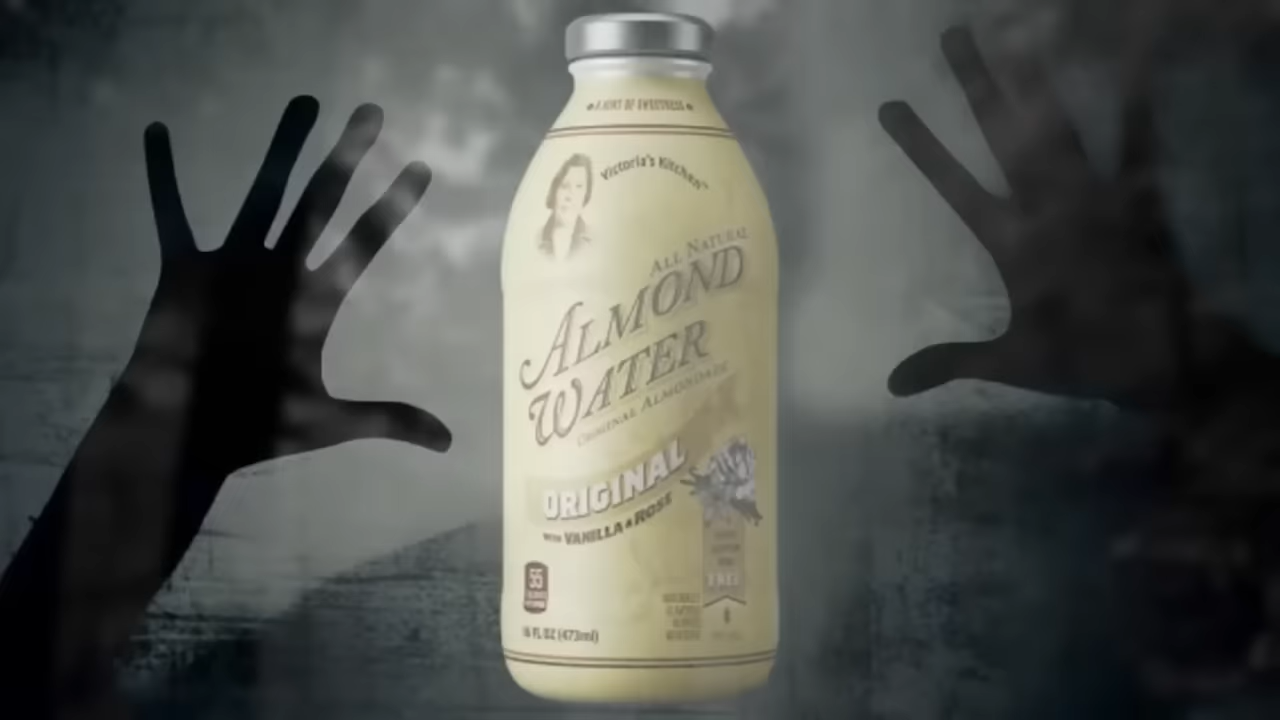 A HINT OF SWEETNESS
Victoria's Kitchen™
ALL NATURAL
ALMOND
WATER
ORIGINAL ALMONDADE
ORIGINAL
WITH VANILLA & ROSE
55
FREE
16 FL OZ (473ml)